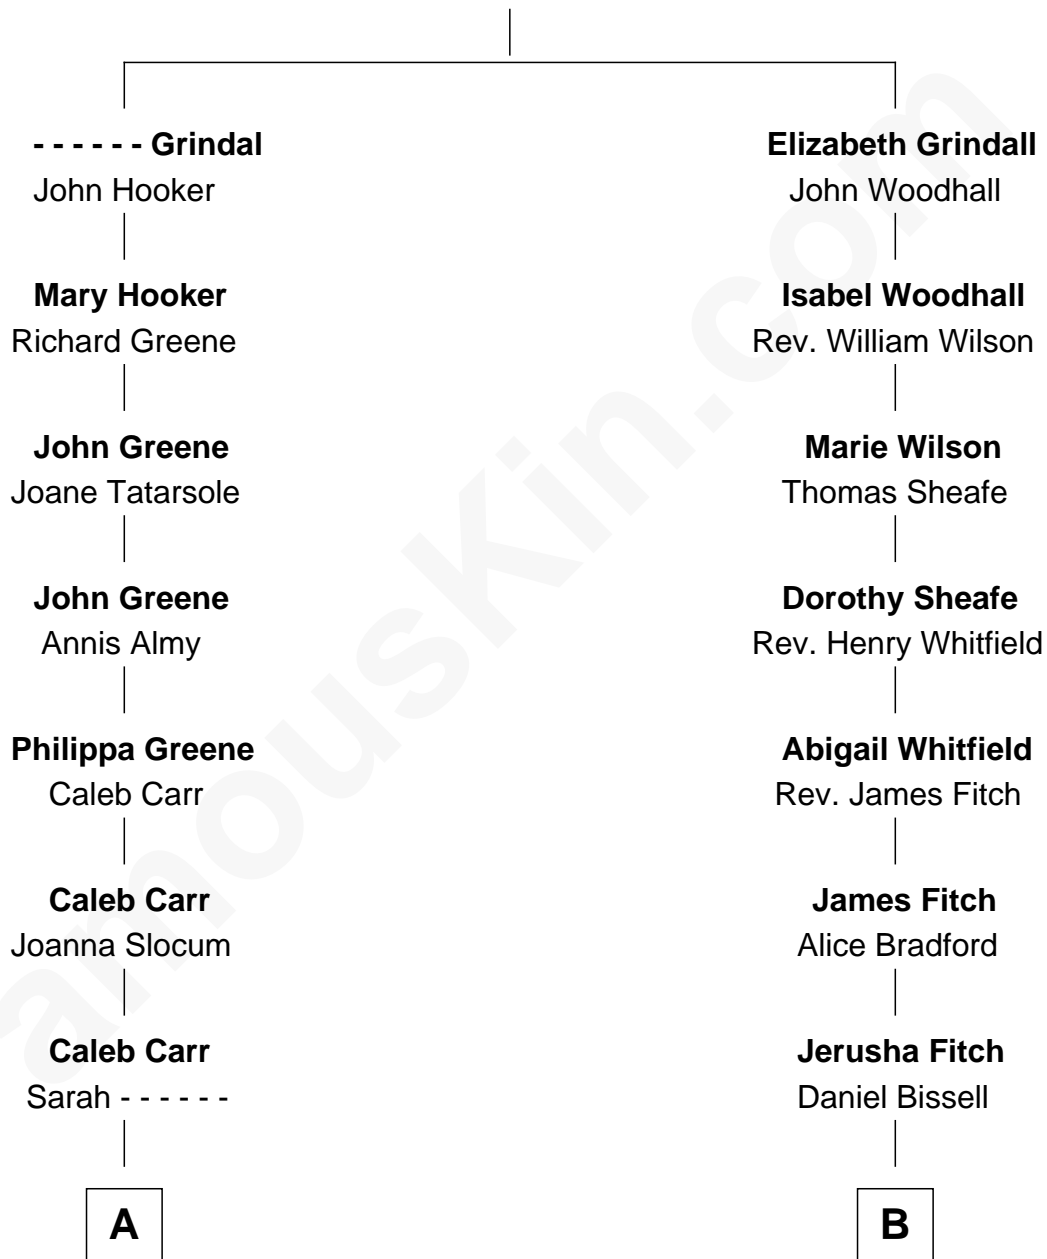 - - - - - - Grindal
John Hooker
Mary Hooker
Richard Greene
John Greene
Joane Tatarsole
John Greene
Annis Almy
Philippa Greene
Caleb Carr
Caleb Carr
Joanna Slocum
Caleb Carr
Sarah - - - - - -
A
Elizabeth Grindall
John Woodhall
Isabel Woodhall
Rev. William Wilson
Marie Wilson
Thomas Sheafe
Dorothy Sheafe
Rev. Henry Whitfield
Abigail Whitfield
Rev. James Fitch
James Fitch
Alice Bradford
Jerusha Fitch
Daniel Bissell
B
amouskin.com